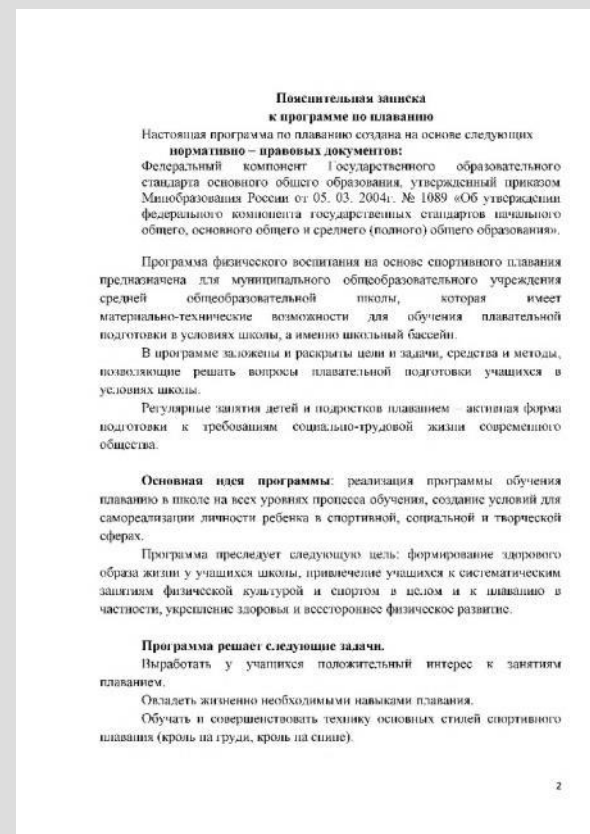 Пояснительная записка
к программе по плаванию
Настоящая программа по плаванию создана на основе следующих
нормативно – правовых документов:
Федеральный компонент Государственного образовательного
стандарта основного общего образования, утвержденный приказом
Минобразования России от 05. 03. 2004г. № 1089 «Об утверждении
федерального компонента государственных стандартов начального
общего, основного общего и среднего (полного) общего образования».
Программа физического воспитания на основе спортивного плавания
предназначена для муниципального общеобразовательного учреждения
средней общеобразовательной школы, которая имеет
материально-технические возможности для обучения плавательной
подготовки в условиях школы, а именно школьный бассейн.
В программе заложены и раскрыты цели и задачи, средства и методы,
позволяющие решать вопросы плавательной подготовки учащихся в
условиях школы.
Регулярные занятия детей и подростков плаванием – активная форма
подготовки к требованиям социально-трудовой жизни современного
общества.
Основная идея программы: реализация программы обучения
плаванию в школе на всех уровнях процесса обучения, создание условий для
самореализации личности ребенка в спортивной, социальной и творческой
сферах.
Программа преследует следующую цель: формирование здорового
образа жизни у учащихся школы, привлечение учащихся к систематическим
занятиям физической культурой и спортом в целом и к плаванию в
частности, укрепление здоровья и всестороннее физическое развитие.
Программа решает следующие задачи.
Выработать у учащихся положительный интерес к занятиям
плаванием.
Овладеть жизненно необходимыми навыками плавания.
Обучать и совершенствовать технику основных стилей спортивного
плавания (кроль на груди, кроль на спине).
2